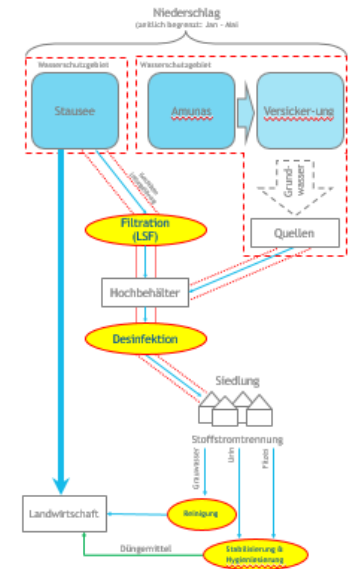 Niederschlag
(zeitlich begrenzt: Jan - Mai
Wasserschutzgebiet
Wasserschutzgebiet
Stausee
Amunas
Versicker-ung
Grund-
wasser
Filtration
(LSF)
Quellen
Hochbehälter
Desinfektion
Siedlung
Stoffstromtrennung
Grauwasser
Urin
Fäzes
Landwirtschaft
Reinigung
Düngemittel
Stabilisierung &
Hygienisierung